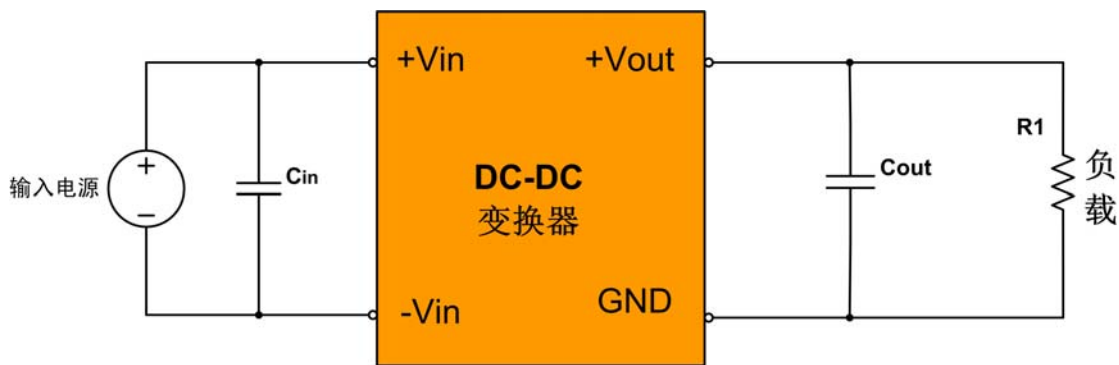 +Vin
+Vout
R1
输入电源
+
−
Cin
DC-DC
变换器
Cout
负载
-Vin
GND